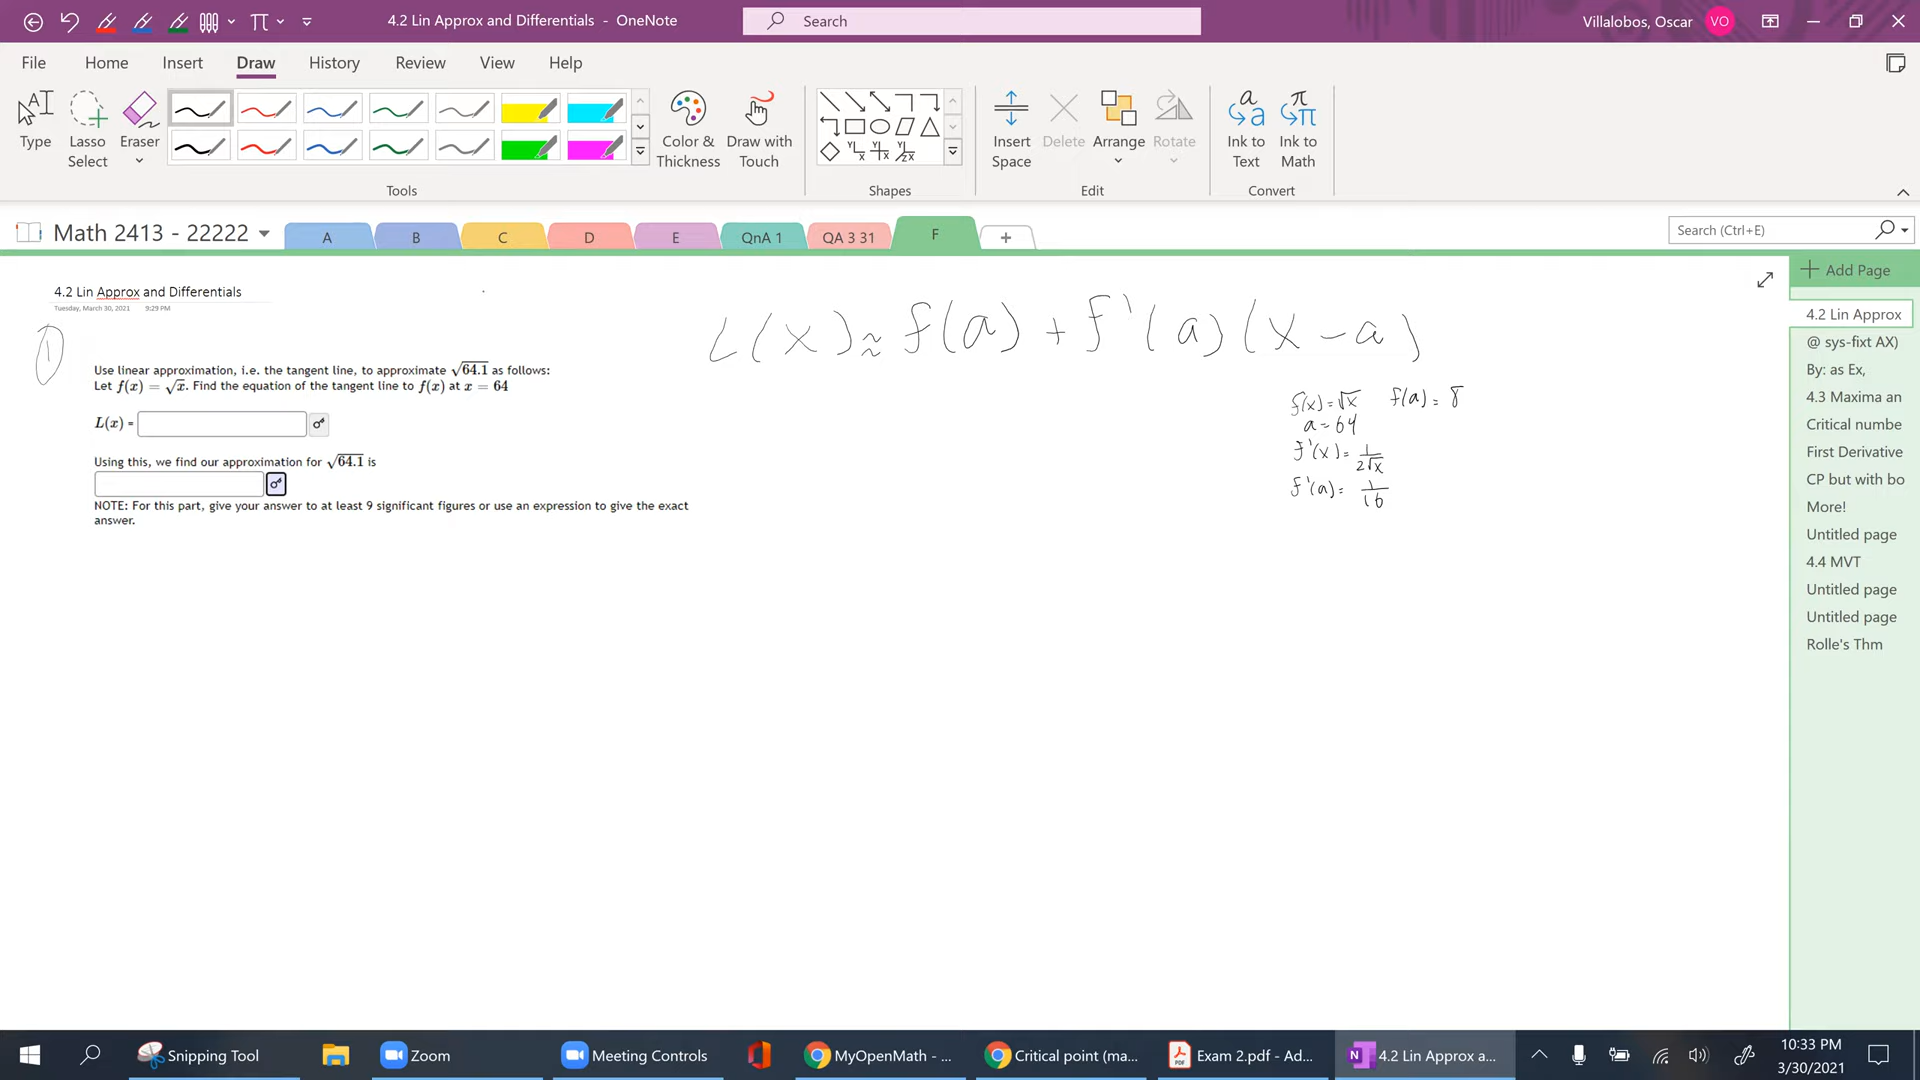 4.2 Lin Approx and Differentials - OneNote
Search
Villalobos, Oscar VO
File Home Insert Draw History Review View Help
Type Lasso Select Eraser Color & Thickness Draw with Touch Insert Space Delete Arrange Rotate Ink to Text Ink to Math
Tools Shapes Edit Convert
Math 2413 - 22222 A B C D E QnA 1 QA 3 31 F + Search (Ctrl+E)
4.2 Lin Approx and Differentials
Tuesday, March 30, 2021 9:29 PM
①
L(x) ≈ f(a) + f'(a)(x - a)
Use linear approximation, i.e. the tangent line, to approximate √64.1 as follows:
Let f(x) = √x. Find the equation of the tangent line to f(x) at x = 64
L(x) =
Using this, we find our approximation for √64.1 is
NOTE: For this part, give your answer to at least 9 significant figures or use an expression to give the exact
answer.
f(x) = √x f(a) = 8
a = 64
f'(x) = 1/2√x
f'(a) = 1/16
Add Page
4.2 Lin Approx
@ sys-fixt AX)
By: as Ex,
4.3 Maxima an
Critical numbe
First Derivative
CP but with bo
More!
Untitled page
4.4 MVT
Untitled page
Untitled page
Rolle's Thm
Snipping Tool Zoom Meeting Controls MyOpenMath - ... Critical point (ma... Exam 2.pdf - Ad... 4.2 Lin Approx a...
10:33 PM
3/30/2021